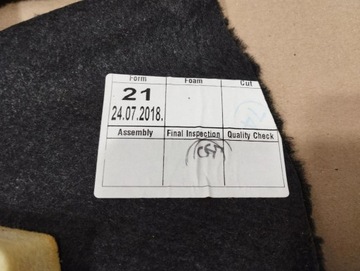 Form Foam Cut
21
24.07.2018.
Assembly Final Inspection Quality Check